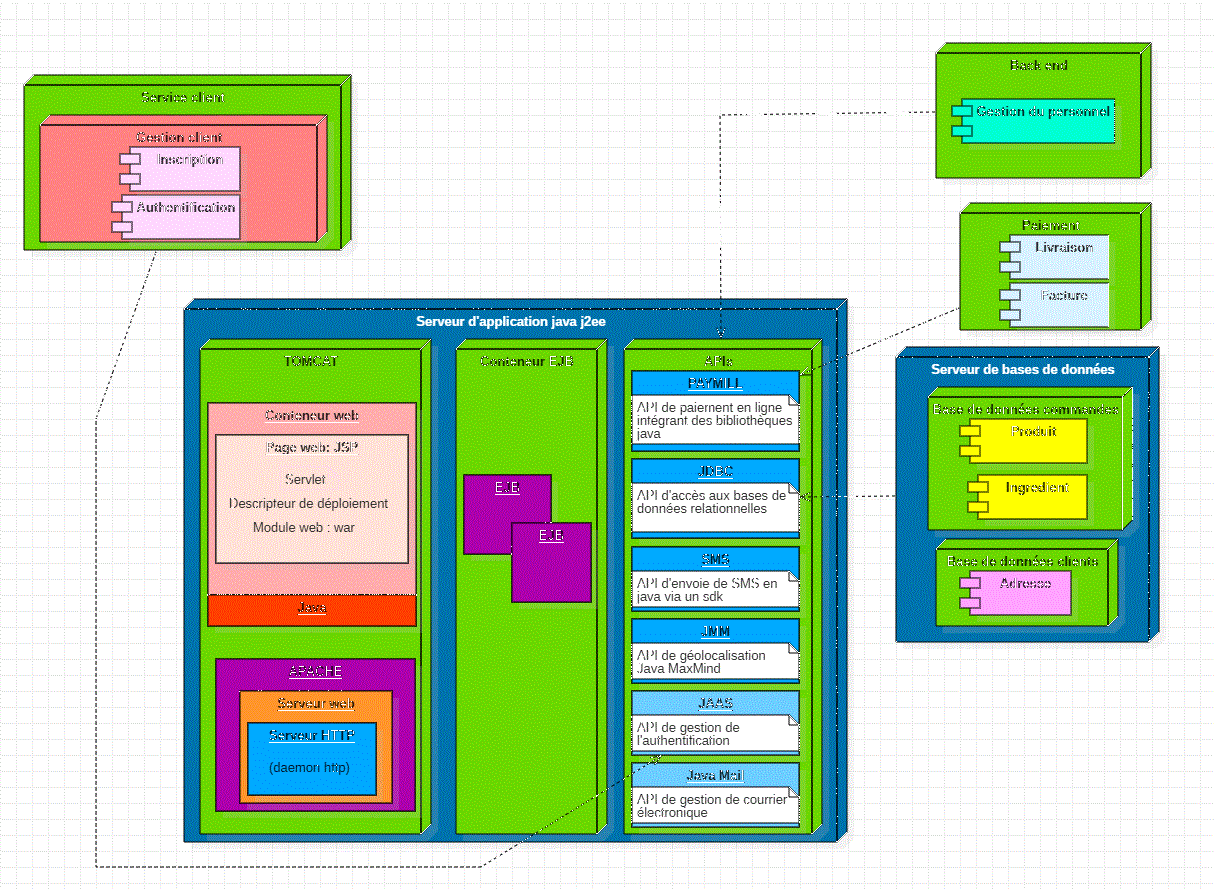 Service client
Gestion client
Inscription
Authentification
Back end
Gestion du personnel
Paiement
Livraison
Facture
Serveur d'application java j2ee
TOMCAT
Conteneur web
Page web: JSP
Servlet
Descripteur de déploiement
Module web : war
Java
APACHE
Serveur web
Serveur HTTP
(daemon http)
Conteneur EJB
EJB
EJB
APIs
PAYMILL
API de paiement en ligne
intégrant des bibliothèques
java
JDBC
API d'accès aux bases de
données relationnelles
SMS
API d'envoie de SMS en
java via un sdk
JMM
API de géolocalisation
Java MaxMind
JAAS
API de gestion de
l'authentification
Java Mail
API de gestion de courrier
électronique
Serveur de bases de données
Base de données commandes
Produit
Ingredient
Base de données clients
Adresse